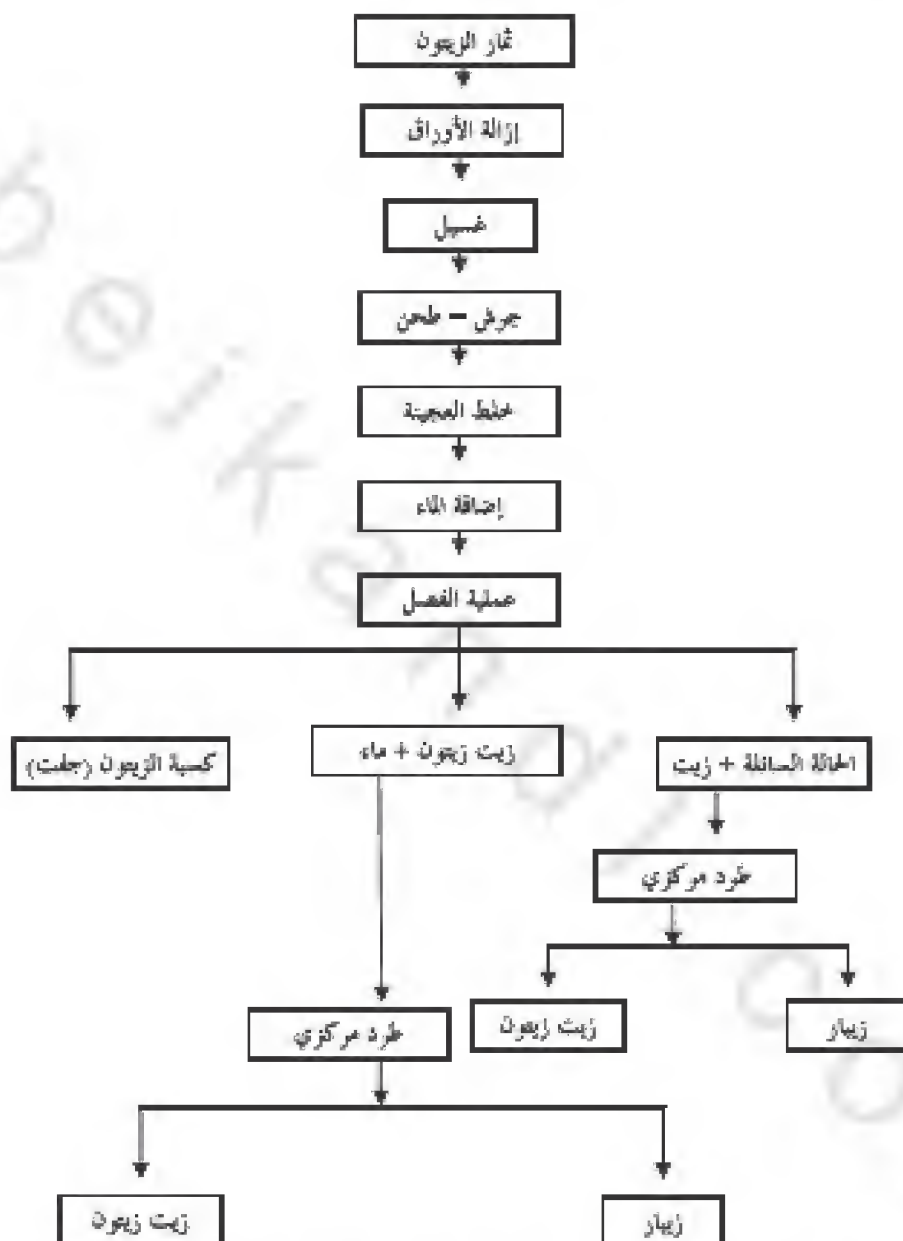 ثمار الزيتون
إزالة الأوراق
غسيل
جرش – طحن
خلط العجينة
إضافة الماء
عملية الفصل
الحالة السائلة + زيت
زيت زيتون + ماء
كسبة الزيتون (جفت)
طرد مركزي
زيبار
زيت زيتون
طرد مركزي
زيبار
زيت زيتون